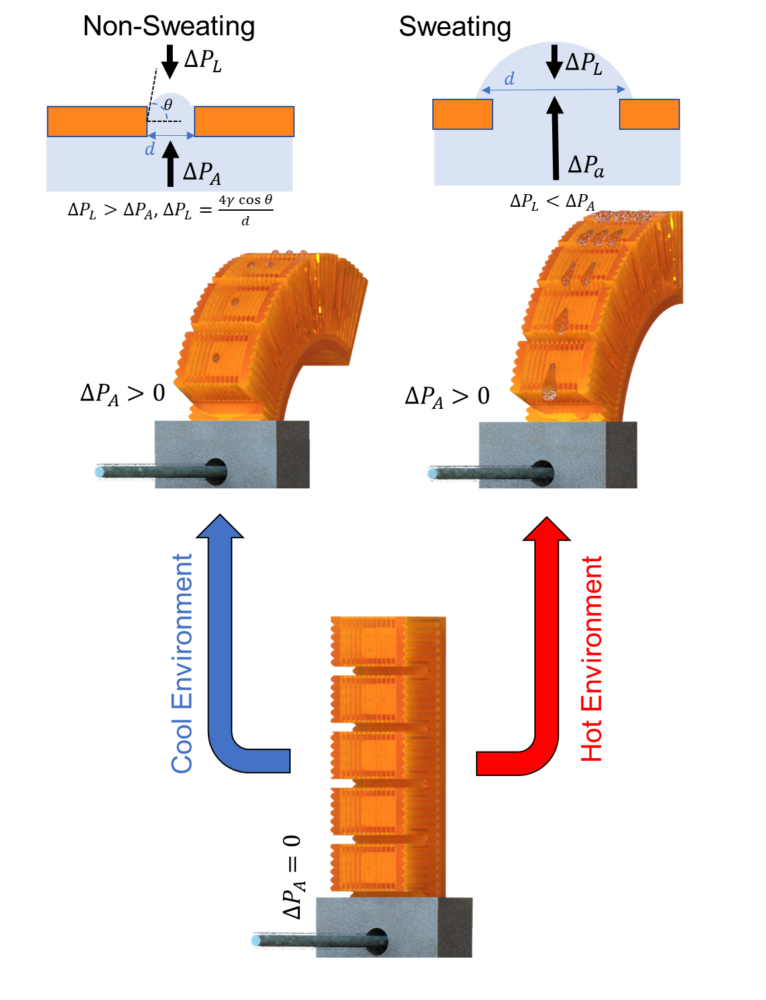 Non-Sweating
Sweating
ΔP_L
θ
d
ΔP_A
ΔP_L > ΔP_A, ΔP_L = 4γ cos θ / d
ΔP_L
d
ΔP_a
ΔP_L < ΔP_A
ΔP_A > 0
ΔP_A > 0
Cool Environment
Hot Environment
ΔP_A = 0